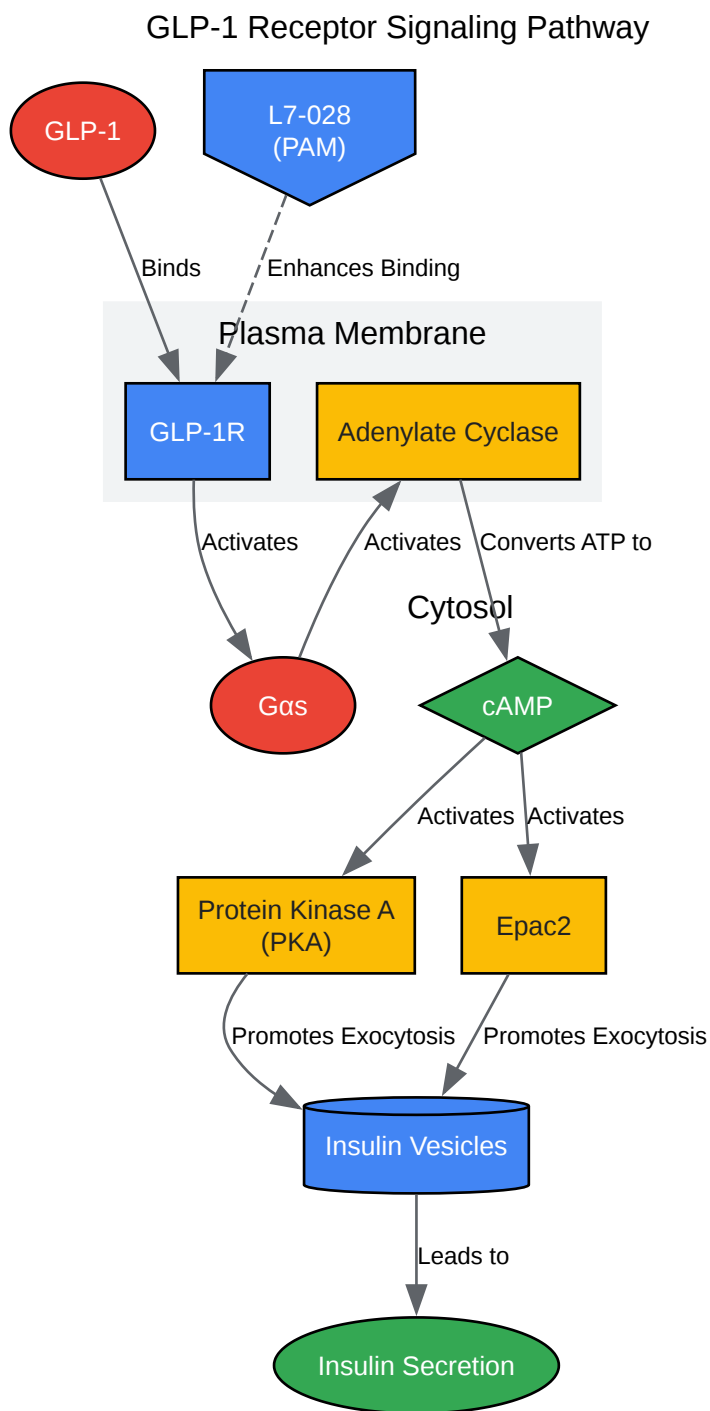 GLP-1 Receptor Signaling Pathway
GLP-1
L7-028
(PAM)
Binds
Enhances Binding
Plasma Membrane
GLP-1R
Adenylate Cyclase
Activates
Activates
Converts ATP to
Cytosol
Gαs
cAMP
Activates
Activates
Protein Kinase A
(PKA)
Epac2
Promotes Exocytosis
Promotes Exocytosis
Insulin Vesicles
Leads to
Insulin Secretion